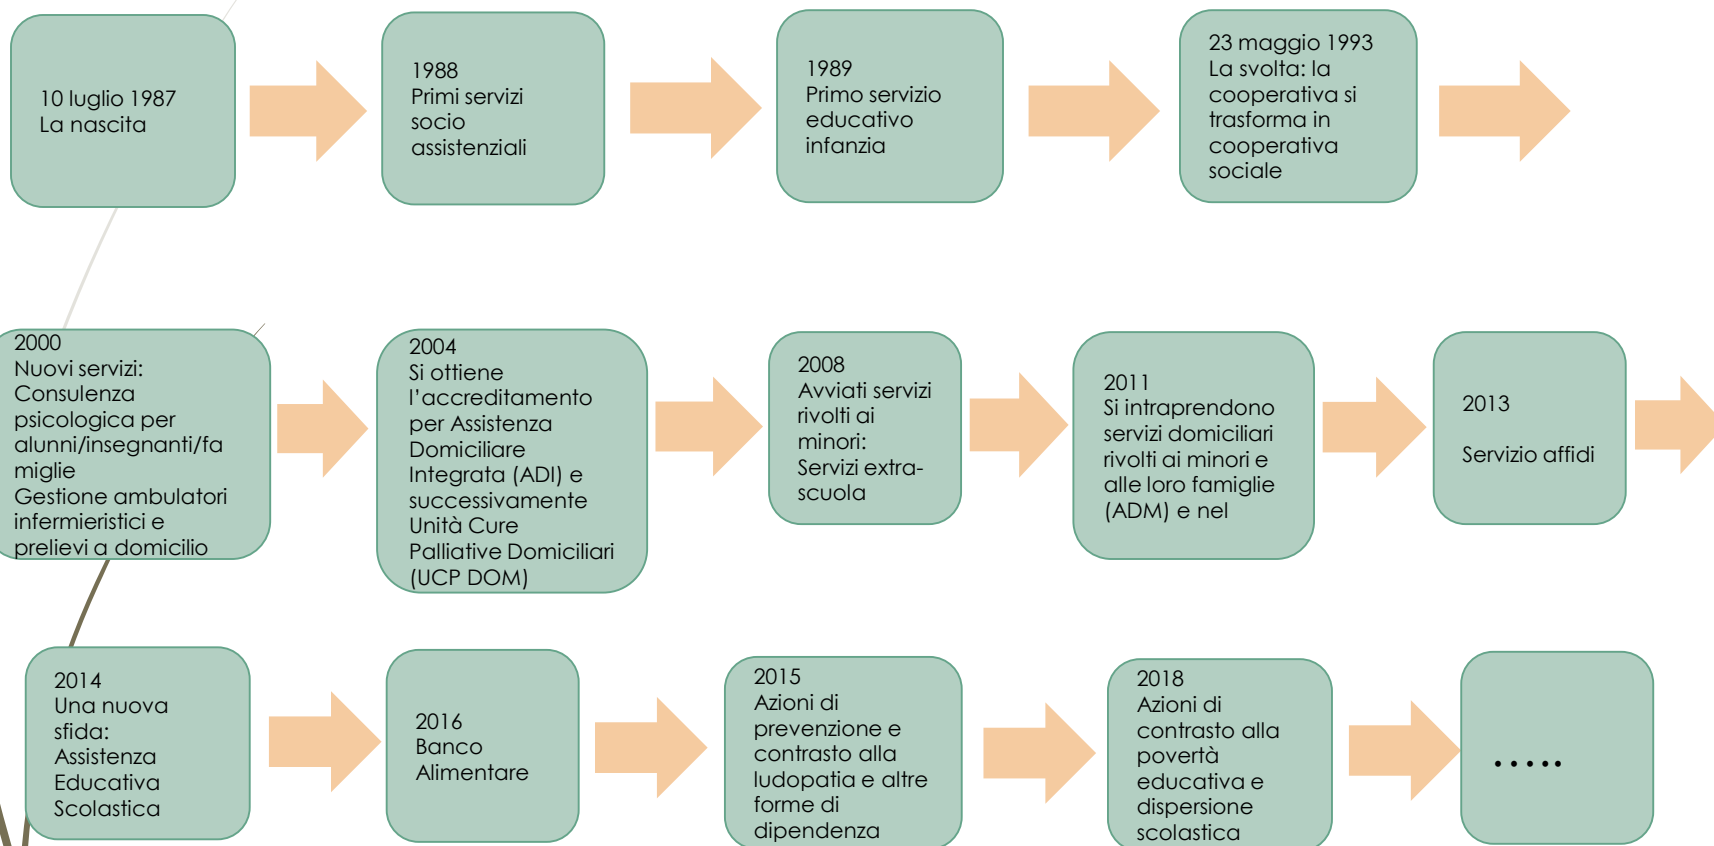 10 luglio 1987
La nascita
1988
Primi servizi
socio
assistenziali
1989
Primo servizio
educativo
infanzia
23 maggio 1993
La svolta: la
cooperativa si
trasforma in
cooperativa
sociale
2000
Nuovi servizi:
Consulenza
psicologica per
alunni/insegnanti/fa
miglie
Gestione ambulatori
infermieristici e
prelievi a domicilio
2004
Si ottiene
l’accreditamento
per Assistenza
Domiciliare
Integrata (ADI) e
successivamente
Unità Cure
Palliative Domiciliari
(UCP DOM)
2008
Avviati servizi
rivolti ai
minori:
Servizi extra-
scuola
2011
Si intraprendono
servizi domiciliari
rivolti ai minori e
alle loro famiglie
(ADM) e nel
2013
Servizio affidi
2014
Una nuova
sfida:
Assistenza
Educativa
Scolastica
2016
Banco
Alimentare
2015
Azioni di
prevenzione e
contrasto alla
ludopatia e altre
forme di
dipendenza
2018
Azioni di
contrasto alla
povertà
educativa e
dispersione
scolastica
.....